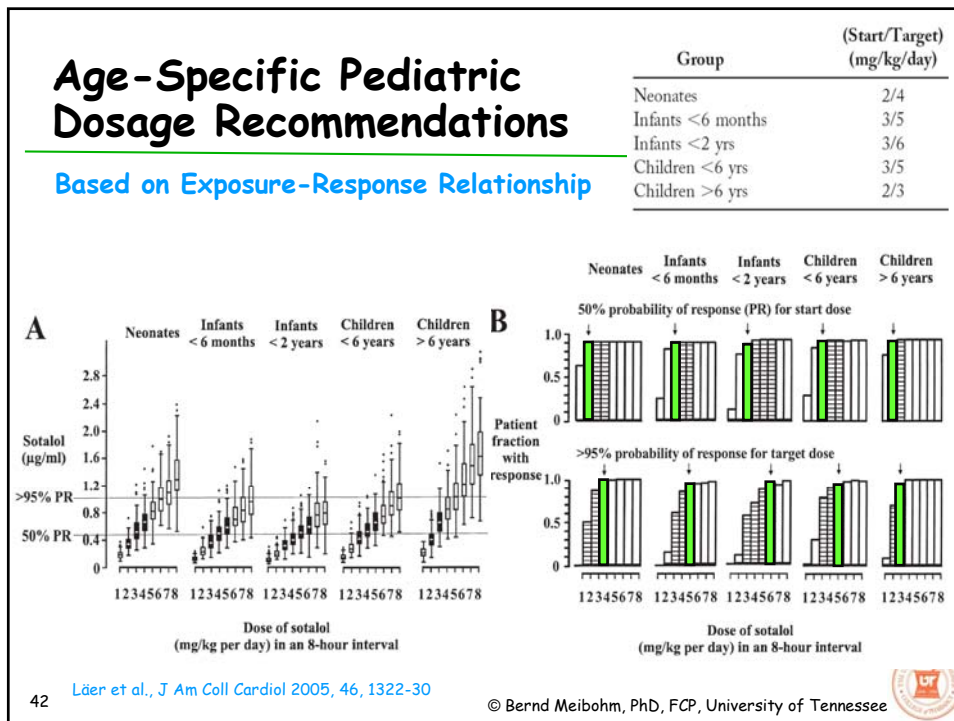 Age-Specific Pediatric
Dosage Recommendations
Based on Exposure-Response Relationship
Group (Start/Target) (mg/kg/day)
Neonates 2/4
Infants <6 months 3/5
Infants <2 yrs 3/6
Children <6 yrs 3/5
Children >6 yrs 2/3
A
Neonates Infants < 6 months Infants < 2 years Children < 6 years Children > 6 years
Sotalol
(µg/ml)
2.8
2.4
2.0
1.6
1.2
>95% PR
0.8
50% PR
0.4
0
12345678 12345678 12345678 12345678 12345678
Dose of sotalol
(mg/kg per day) in an 8-hour interval
B
Neonates Infants < 6 months Infants < 2 years Children < 6 years Children > 6 years
50% probability of response (PR) for start dose
1.0
0.5
0
Patient
fraction
with
response
>95% probability of response for target dose
1.0
0.5
0
12345678 12345678 12345678 12345678 12345678
Dose of sotalol
(mg/kg per day) in an 8-hour interval
42
Läer et al., J Am Coll Cardiol 2005, 46, 1322-30
© Bernd Meibohm, PhD, FCP, University of Tennessee
UT